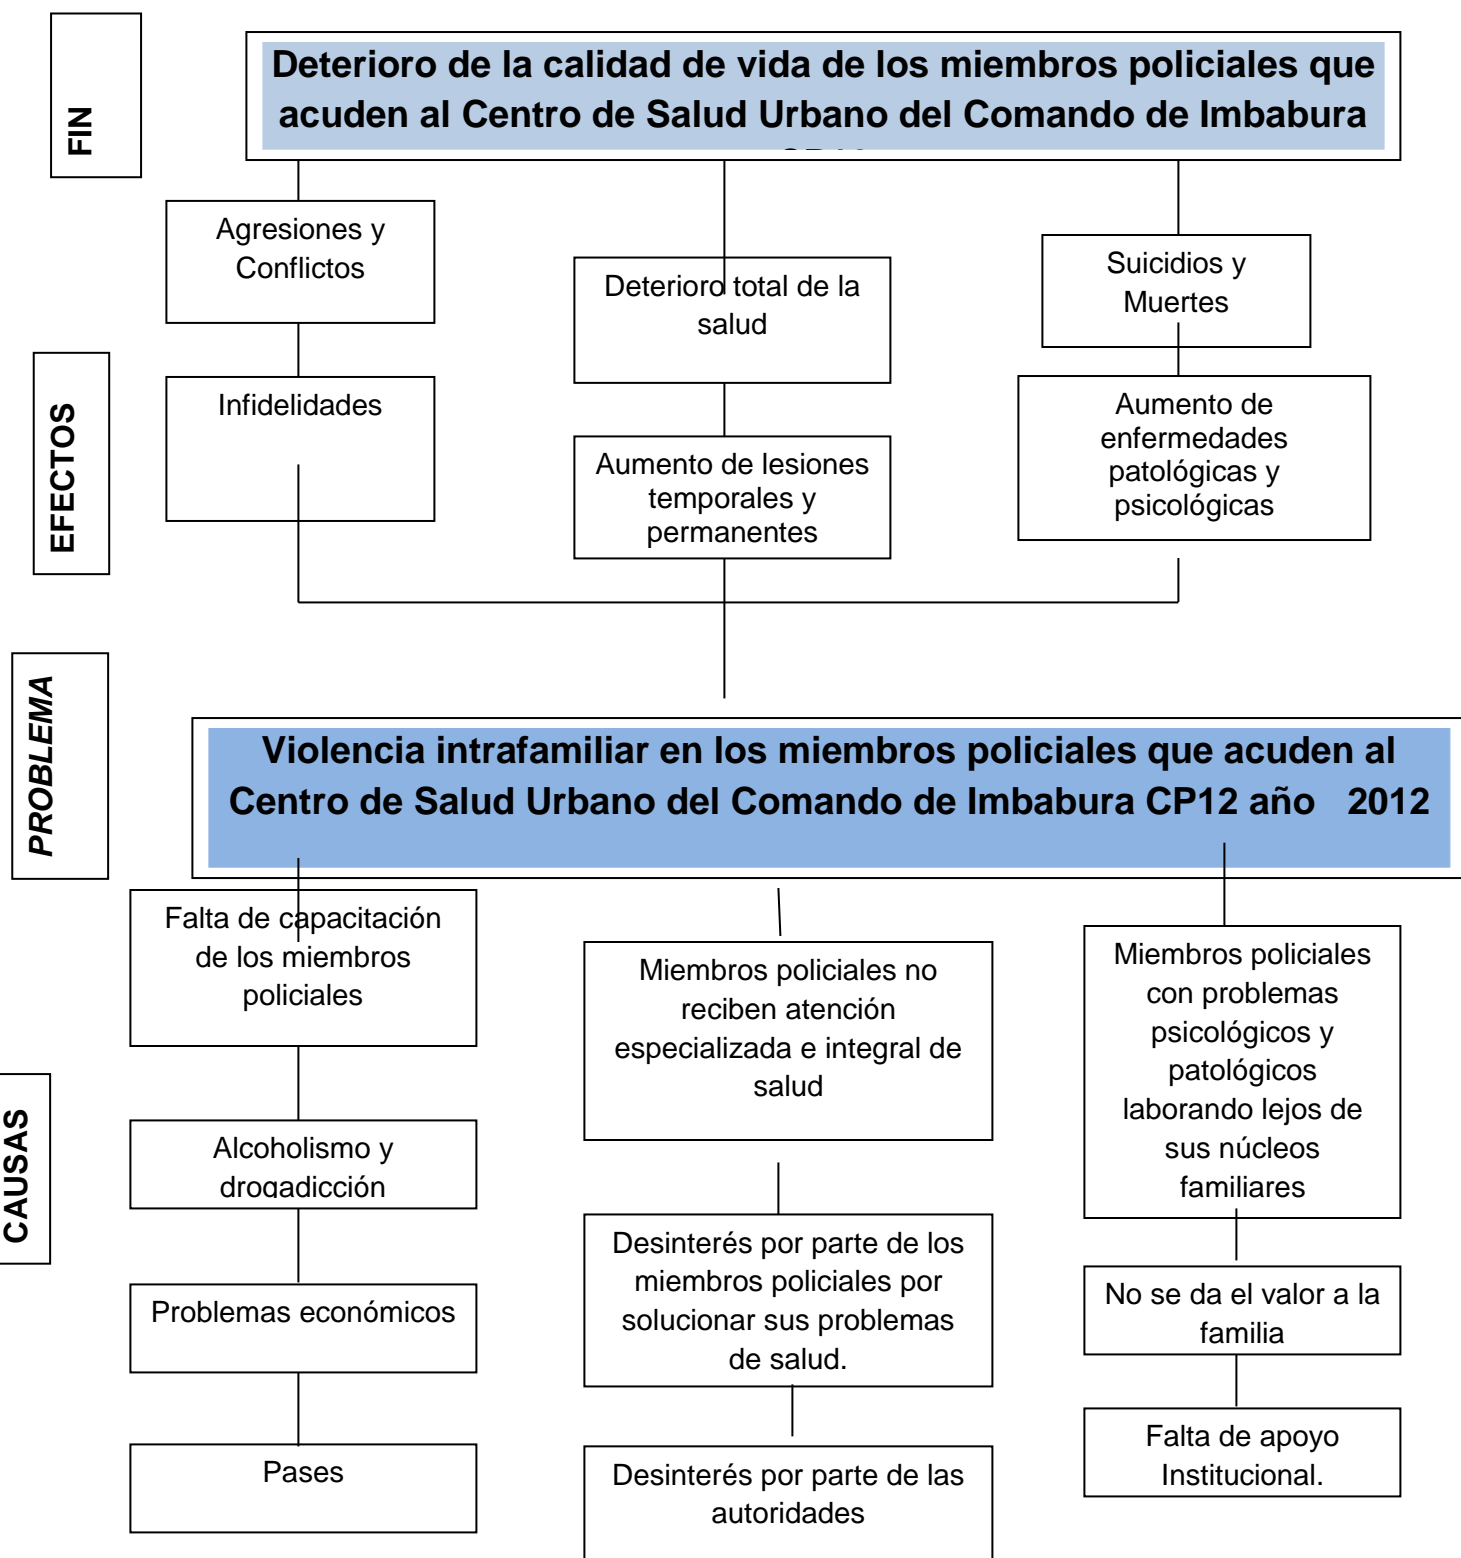 FIN
Deterioro de la calidad de vida de los miembros policiales que
acuden al Centro de Salud Urbano del Comando de Imbabura
Agresiones y
Conflictos
Deterioro total de la
salud
Suicidios y
Muertes
EFECTOS
Infidelidades
Aumento de lesiones
temporales y
permanentes
Aumento de
enfermedades
patológicas y
psicológicas
PROBLEMA
Violencia intrafamiliar en los miembros policiales que acuden al
Centro de Salud Urbano del Comando de Imbabura CP12 año 2012
CAUSAS
Falta de capacitación
de los miembros
policiales
Alcoholismo y
drogadicción
Problemas económicos
Pases
Miembros policiales no
reciben atención
especializada e integral de
salud
Desinterés por parte de los
miembros policiales por
solucionar sus problemas
de salud.
Desinterés por parte de las
autoridades
Miembros policiales
con problemas
psicológicos y
patológicos
laborando lejos de
sus núcleos
familiares
No se da el valor a la
familia
Falta de apoyo
Institucional.